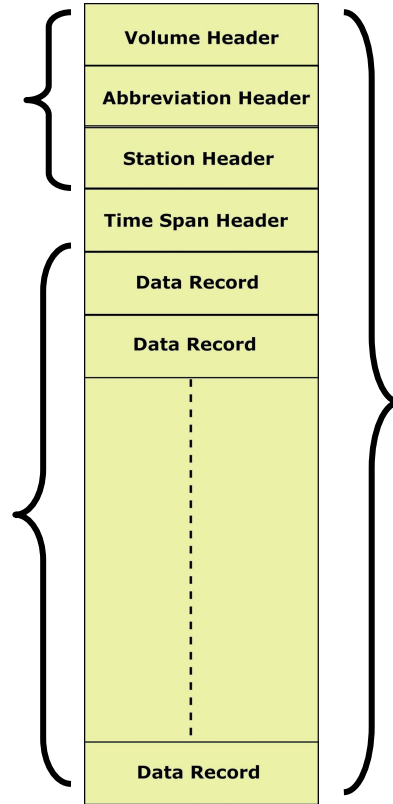 Volume Header
Abbreviation Header
Station Header
Time Span Header
Data Record
Data Record
Data Record